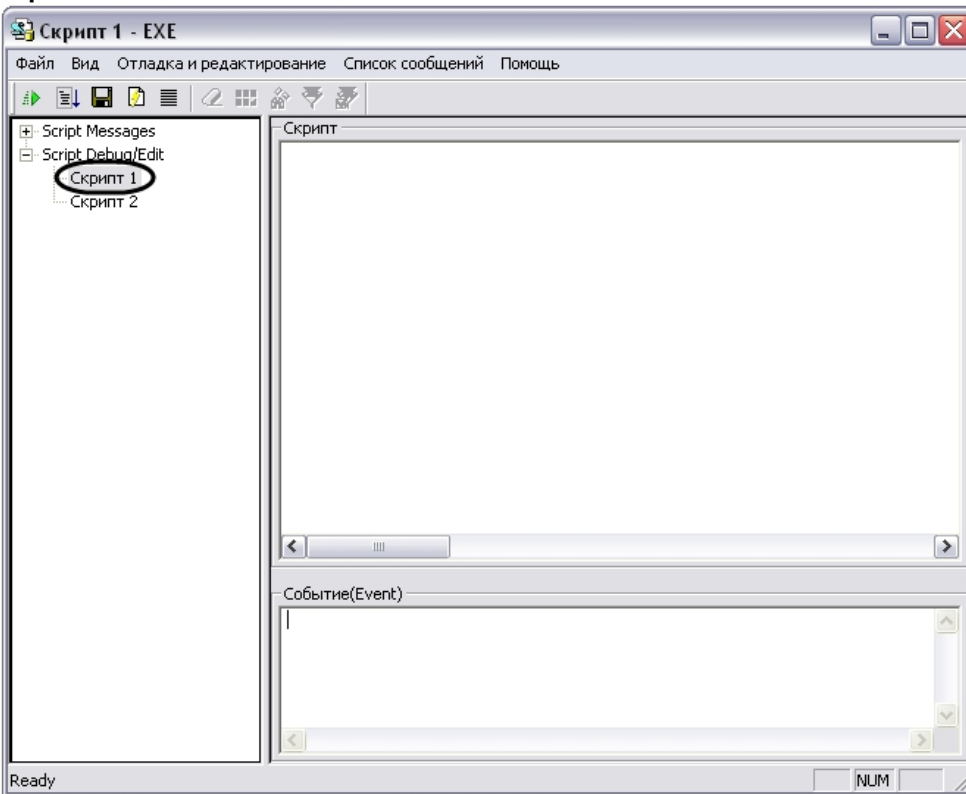 Скрипт 1 - EXE
Файл Вид Отладка и редактирование Список сообщений Помощь
Script Messages
Script Debug/Edit
Скрипт 1
Скрипт 2
Скрипт
Событие(Event)
Ready
NUM